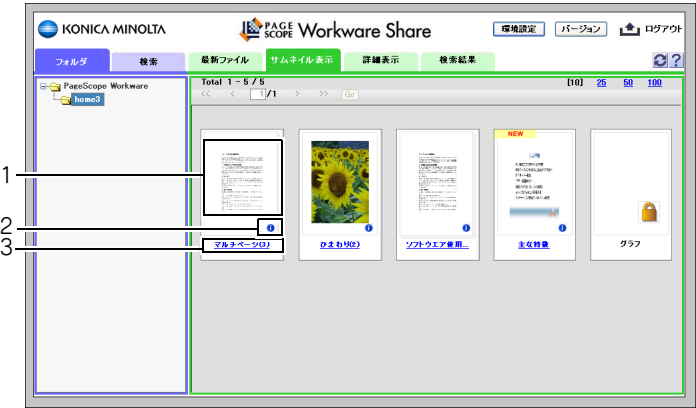 KONICA MINOLTA
PAGE SCOPE Workware Share
環境設定 バージョン ログアウト
フォルダ 検索 最新ファイル サムネイル表示 詳細表示 検索結果
PageScope Workware
home3
Total 1 - 5 / 5
[10] 25 50 100
<< < 1 /1 > >> Go
NEW
1
2
3
マルチページ(3) ひまわり(2) ソフトウエア使用... 主な特徴 グラフ